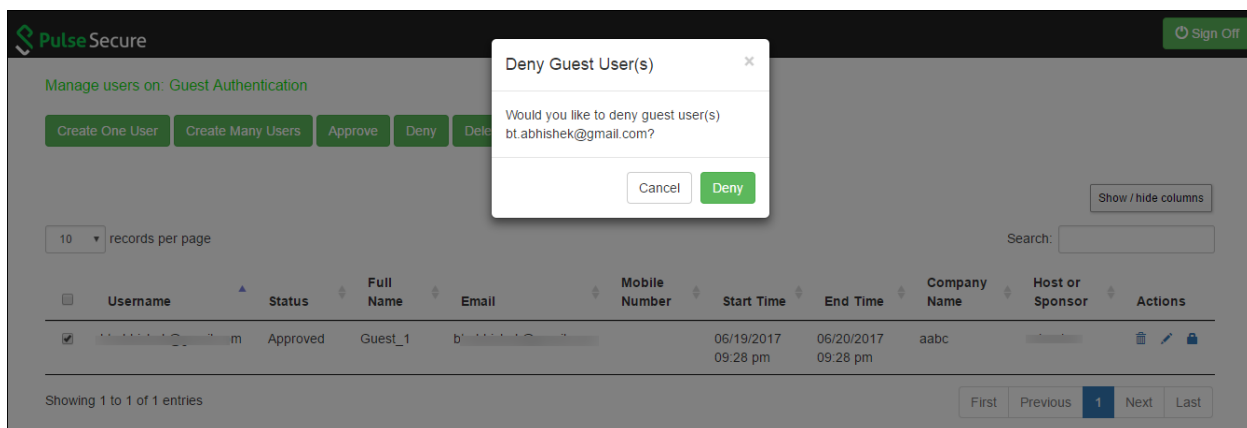 Pulse Secure
Sign Off
Manage users on: Guest Authentication
Create One User Create Many Users Approve Deny Dele
Deny Guest User(s) ×
Would you like to deny guest user(s)
bt.abhishek@gmail.com?
Cancel Deny
Show / hide columns
10 records per page Search:
Username Status Full Name Email Mobile Number Start Time End Time Company Name Host or Sponsor Actions
m Approved Guest_1 06/19/2017 09:28 pm 06/20/2017 09:28 pm aabc
Showing 1 to 1 of 1 entries
First Previous 1 Next Last